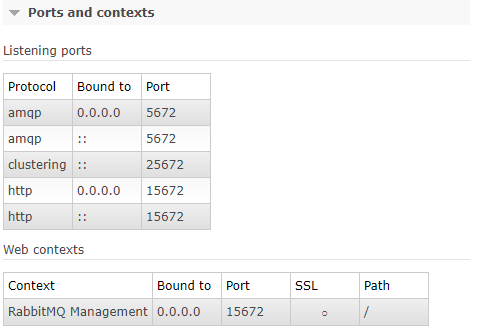 Ports and contexts
Listening ports
Protocol Bound to Port
amqp 0.0.0.0 5672
amqp :: 5672
clustering :: 25672
http 0.0.0.0 15672
http :: 15672
Web contexts
Context Bound to Port SSL Path
RabbitMQ Management 0.0.0.0 15672 ○ /